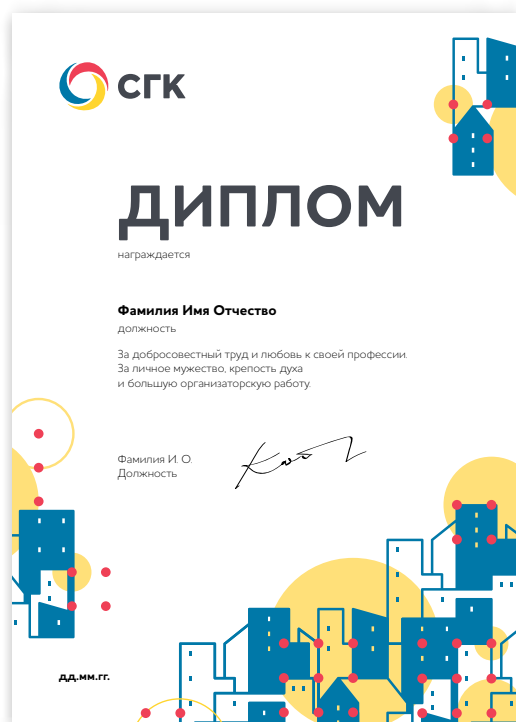 СГК
ДИПЛОМ
награждается
Фамилия Имя Отчество
должность
За добросовестный труд и любовь к своей профессии.
За личное мужество, крепость духа
и большую организаторскую работу.
Фамилия И. О.
Должность
дд.мм.гг.